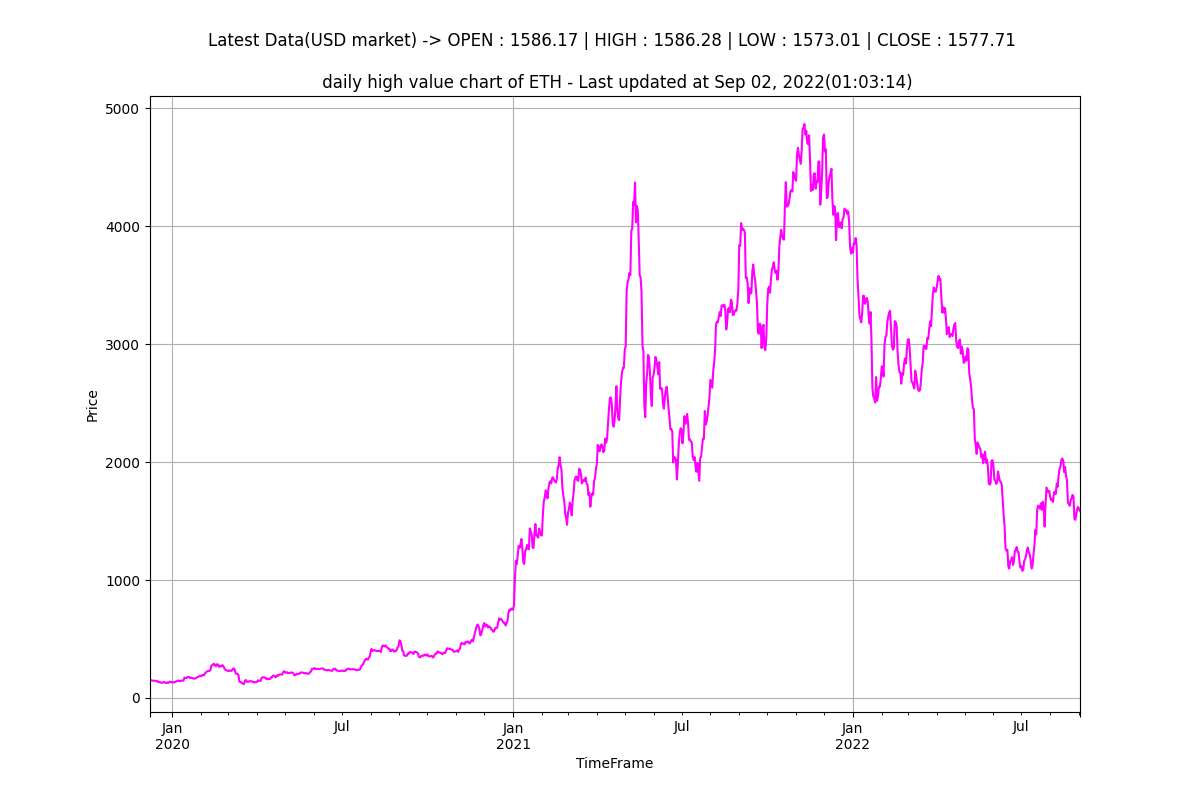 Latest Data(USD market) -> OPEN : 1586.17 | HIGH : 1586.28 | LOW : 1573.01 | CLOSE : 1577.71
daily high value chart of ETH - Last updated at Sep 02, 2022(01:03:14)
5000
4000
3000
2000
1000
0
Price
Jan Jul Jan Jul Jan Jul
2020 2021 2022
TimeFrame